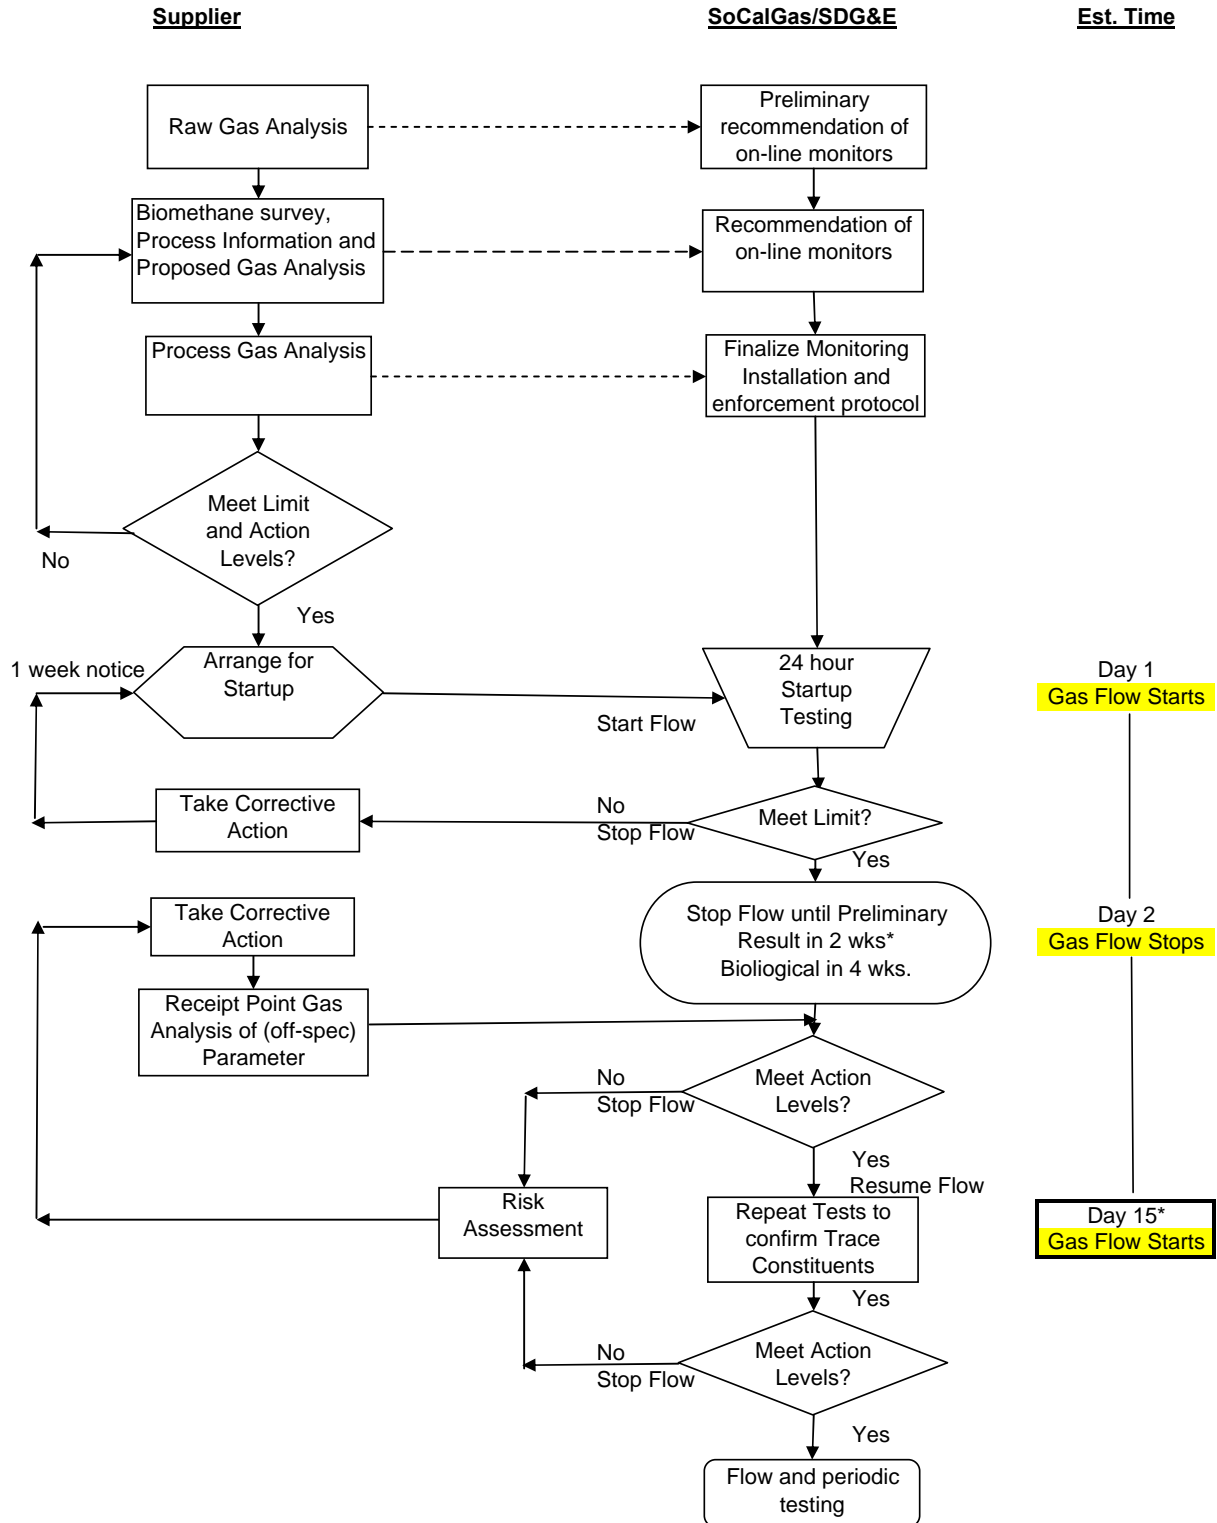 Supplier
SoCalGas/SDG&E
Est. Time
Raw Gas Analysis
Preliminary
recommendation of
on-line monitors
Biomethane survey,
Process Information and
Proposed Gas Analysis
Recommendation of
on-line monitors
Process Gas Analysis
Finalize Monitoring
Installation and
enforcement protocol
Meet Limit
and Action
Levels?
No
Yes
1 week notice
Arrange for
Startup
Start Flow
24 hour
Startup
Testing
Day 1
Gas Flow Starts
Take Corrective
Action
No
Stop Flow
Meet Limit?
Yes
Take Corrective
Action
Stop Flow until Preliminary
Result in 2 wks*
Bioliogical in 4 wks.
Day 2
Gas Flow Stops
Receipt Point Gas
Analysis of (off-spec)
Parameter
No
Stop Flow
Meet Action
Levels?
Yes
Resume Flow
Risk
Assessment
Repeat Tests to
confirm Trace
Constituents
Day 15*
Gas Flow Starts
Yes
No
Stop Flow
Meet Action
Levels?
Yes
Flow and periodic
testing